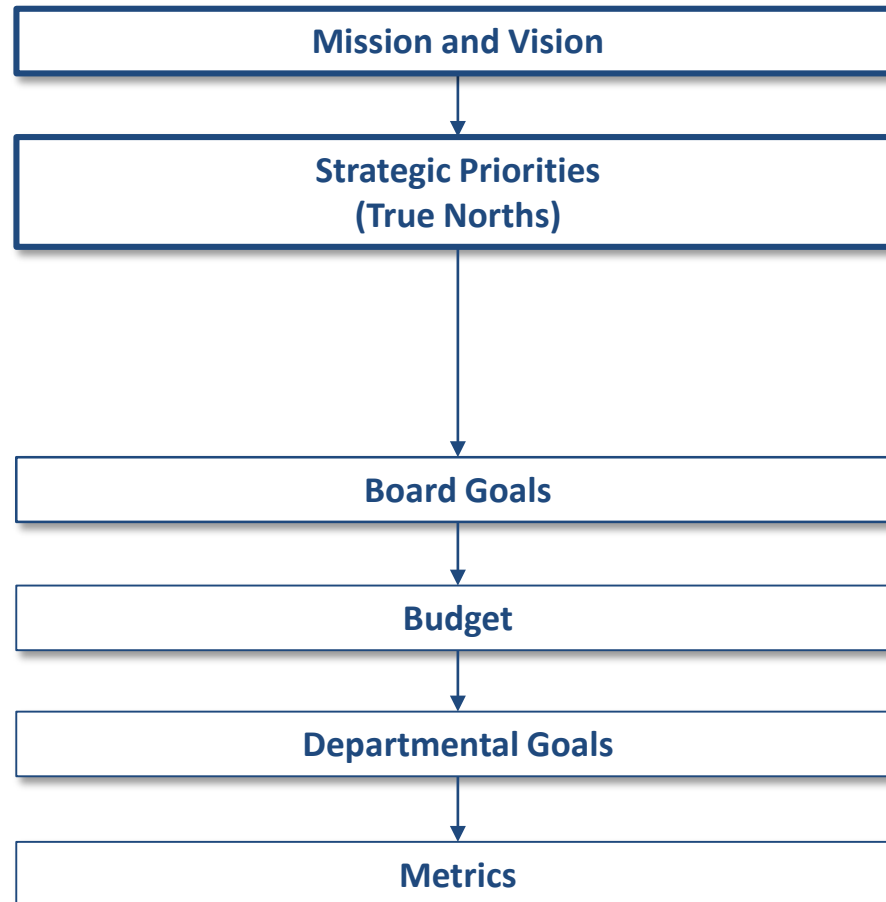 Mission and Vision
Strategic Priorities
(True Norths)
Board Goals
Budget
Departmental Goals
Metrics